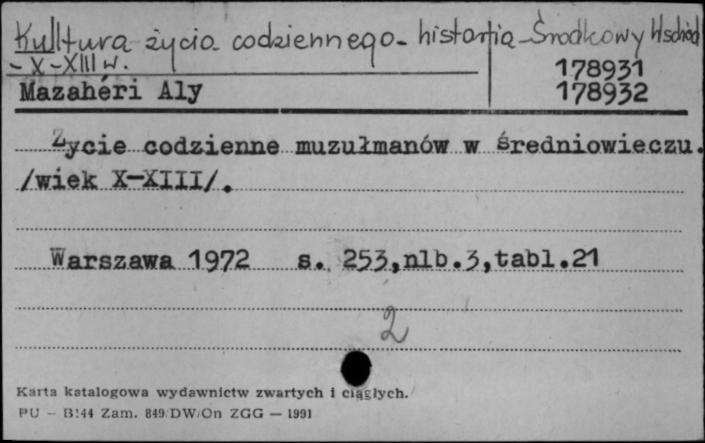 Kultura życia codziennego - historia - Środkowy Wschód
- X - XIII w.
178931
Mazahéri Aly 178932
Życie codzienne muzułmanów w średniowieczu.
/wiek X-XIII/.
Warszawa 1972 s. 253,nlb.3,tabl.21
2
Karta katalogowa wydawnictw zwartych i ciągłych.
PU - B144 Zam. 849/DW/On ZGG — 1991